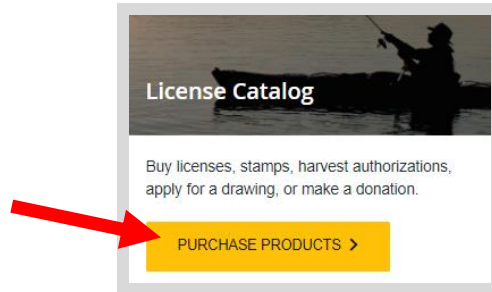 License Catalog
Buy licenses, stamps, harvest authorizations,
apply for a drawing, or make a donation.
PURCHASE PRODUCTS >